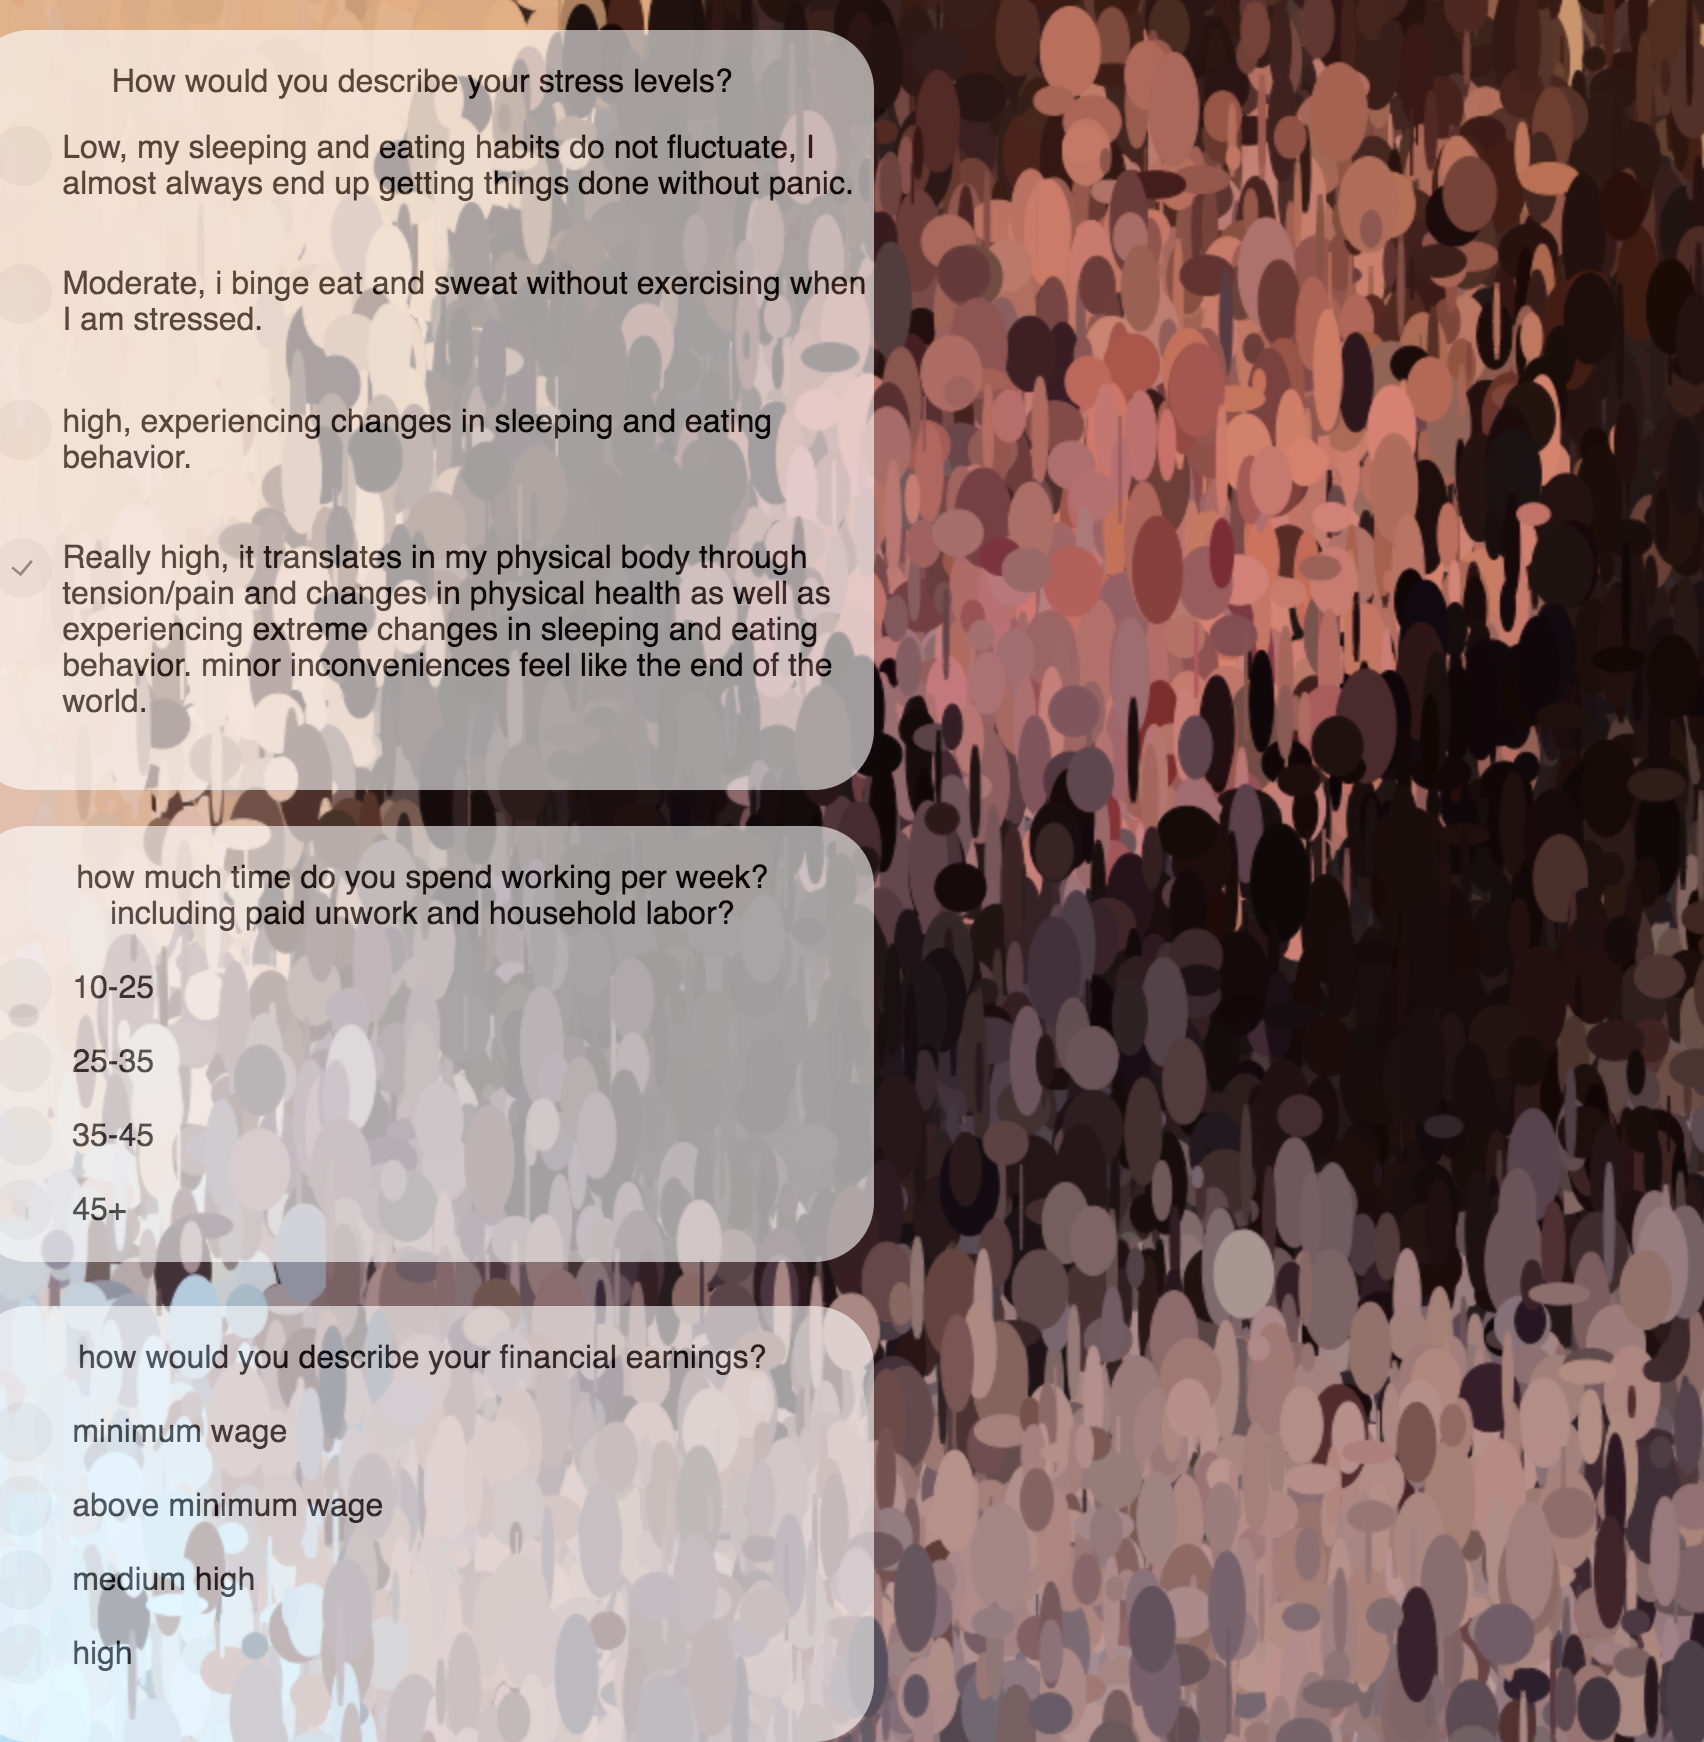 How would you describe your stress levels?
Low, my sleeping and eating habits do not fluctuate, I
almost always end up getting things done without panic.
Moderate, i binge eat and sweat without exercising when
I am stressed.
high, experiencing changes in sleeping and eating
behavior.
Really high, it translates in my physical body through
tension/pain and changes in physical health as well as
experiencing extreme changes in sleeping and eating
behavior. minor inconveniences feel like the end of the
world.
how much time do you spend working per week?
including paid unwork and household labor?
10-25
25-35
35-45
45+
how would you describe your financial earnings?
minimum wage
above minimum wage
medium high
high